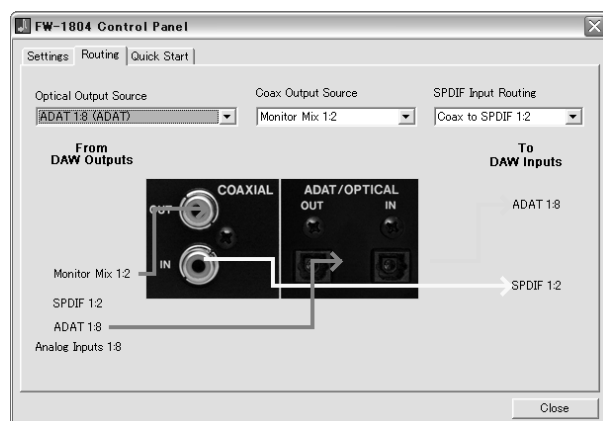 FW-1804 Control Panel
Settings Routing Quick Start
Optical Output Source
Coax Output Source
SPDIF Input Routing
ADAT 1:8 (ADAT)
Monitor Mix 1:2
Coax to SPDIF 1:2
From
DAW Outputs
To
DAW Inputs
COAXIAL
ADAT/OPTICAL
OUT
OUT
IN
ADAT 1:8
IN
Monitor Mix 1:2
SPDIF 1:2
SPDIF 1:2
ADAT 1:8
Analog Inputs 1:8
Close